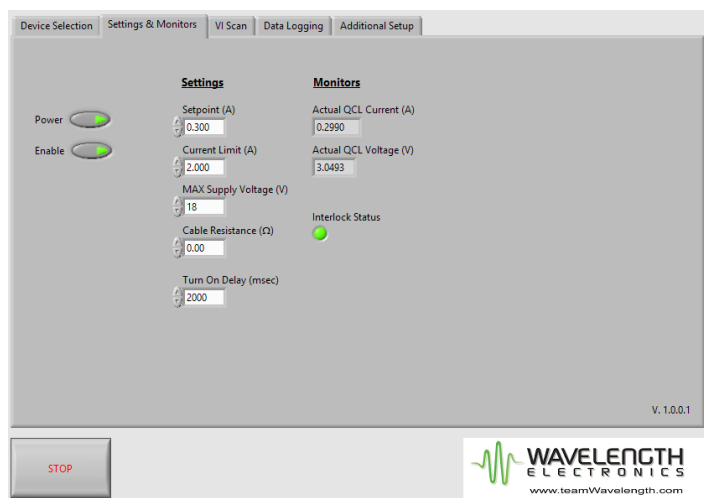 Device Selection
Settings & Monitors
VI Scan
Data Logging
Additional Setup
Settings
Monitors
Power
Enable
Setpoint (A)
0.300
Actual QCL Current (A)
0.2990
Current Limit (A)
2.000
Actual QCL Voltage (V)
3.0493
MAX Supply Voltage (V)
18
Interlock Status
Cable Resistance (Ω)
0.00
Turn On Delay (msec)
2000
V. 1.0.0.1
STOP
WAVELENGTH
ELECTRONICS
www.teamWavelength.com